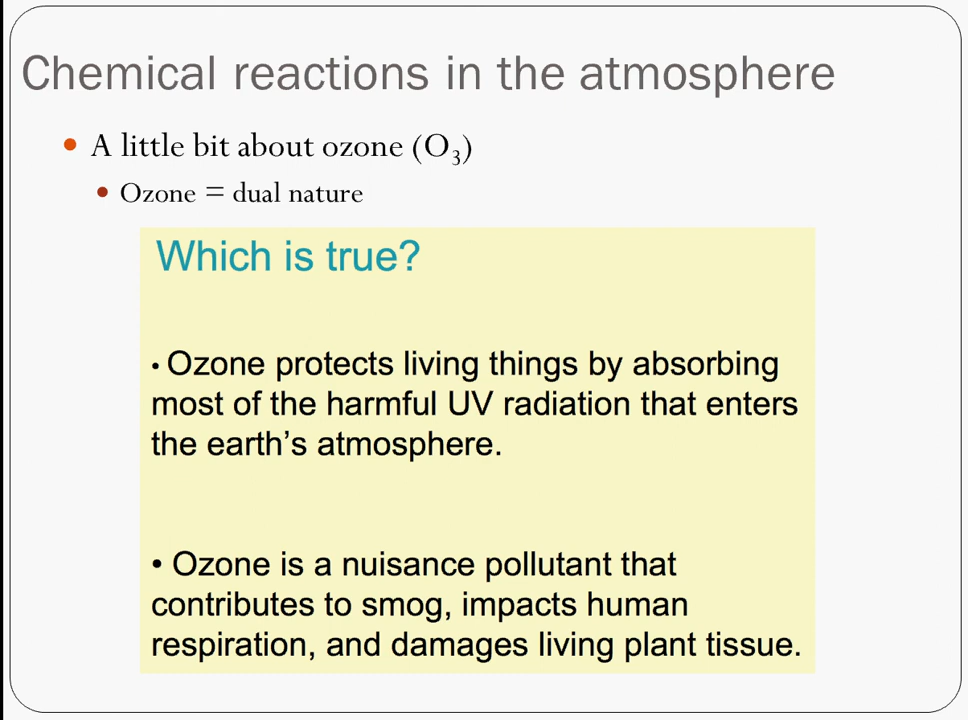 Chemical reactions in the atmosphere
• A little bit about ozone (O₃)
• Ozone = dual nature
Which is true?
• Ozone protects living things by absorbing
most of the harmful UV radiation that enters
the earth’s atmosphere.
• Ozone is a nuisance pollutant that
contributes to smog, impacts human
respiration, and damages living plant tissue.